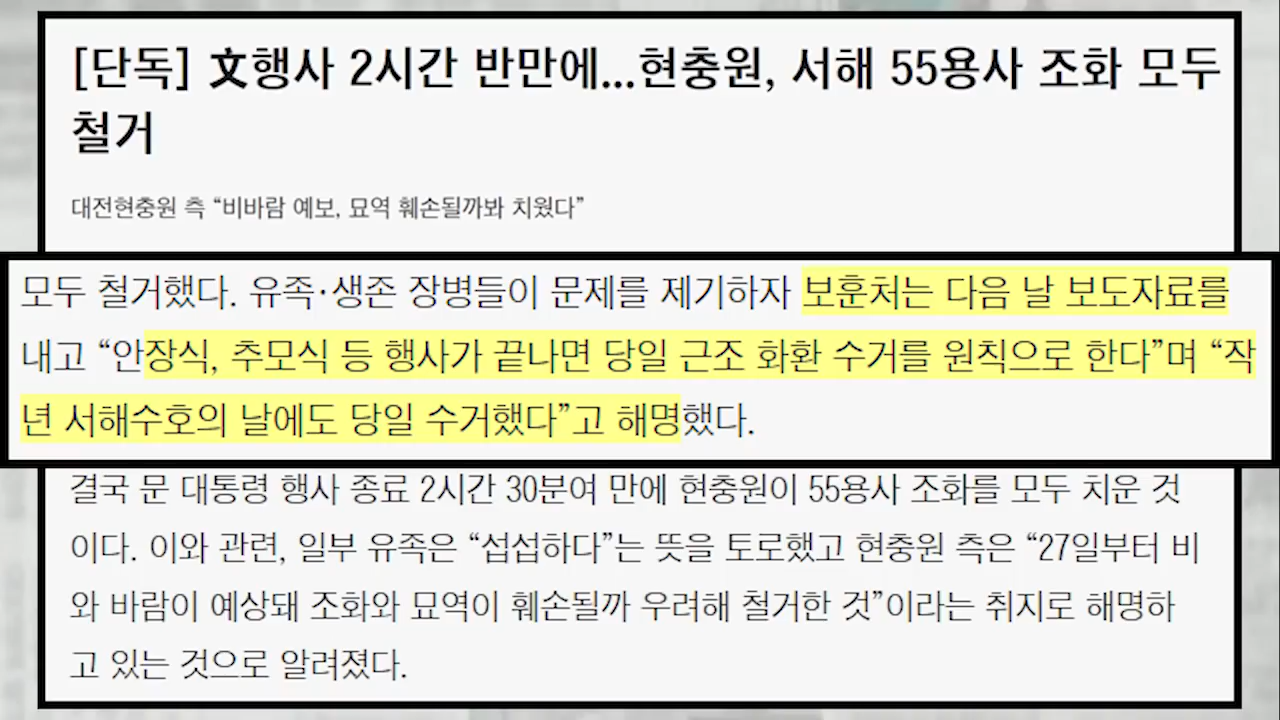 [단독] 文행사 2시간 반만에...현충원, 서해 55용사 조화 모두
철거
대전현충원 측 “비바람 예보, 묘역 훼손될까봐 치웠다”
모두 철거했다. 유족·생존 장병들이 문제를 제기하자 보훈처는 다음 날 보도자료를
내고 “안장식, 추모식 등 행사가 끝나면 당일 근조 화환 수거를 원칙으로 한다”며 “작
년 서해수호의 날에도 당일 수거했다”고 해명했다.
결국 문 대통령 행사 종료 2시간 30분여 만에 현충원이 55용사 조화를 모두 치운 것
이다. 이와 관련, 일부 유족은 “섭섭하다”는 뜻을 토로했고 현충원 측은 “27일부터 비
와 바람이 예상돼 조화와 묘역이 훼손될까 우려해 철거한 것”이라는 취지로 해명하
고 있는 것으로 알려졌다.